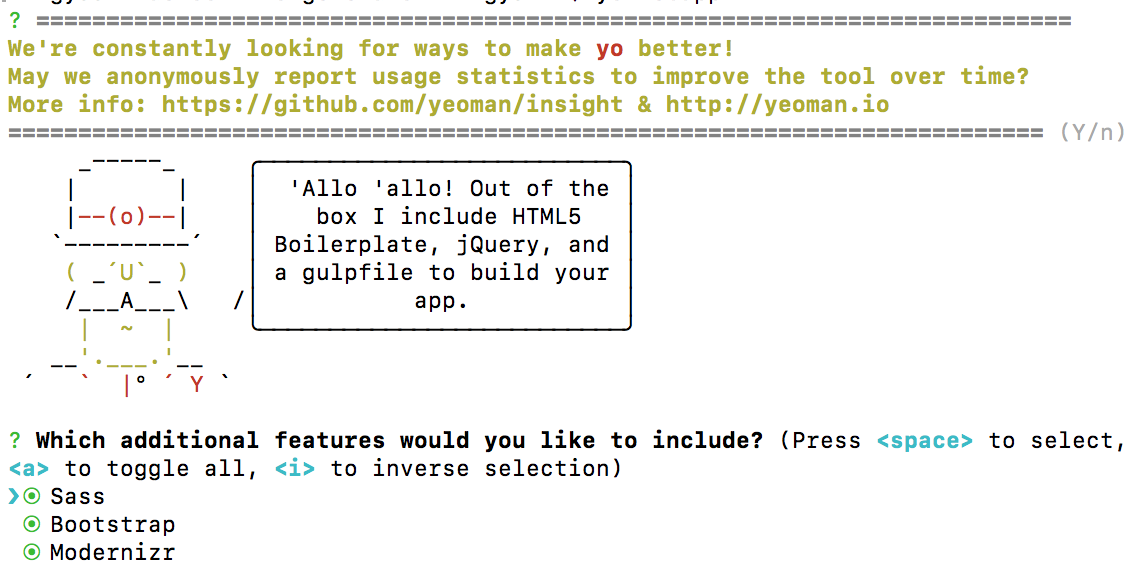 ? ==========================================================================
We're constantly looking for ways to make yo better!
May we anonymously report usage statistics to improve the tool over time?
More info: https://github.com/yeoman/insight & http://yeoman.io
========================================================================== (Y/n)
'Allo 'allo! Out of the
box I include HTML5
Boilerplate, jQuery, and
a gulpfile to build your
app.
? Which additional features would you like to include? (Press <space> to select,
<a> to toggle all, <i> to inverse selection)
❯◉ Sass
◉ Bootstrap
◉ Modernizr